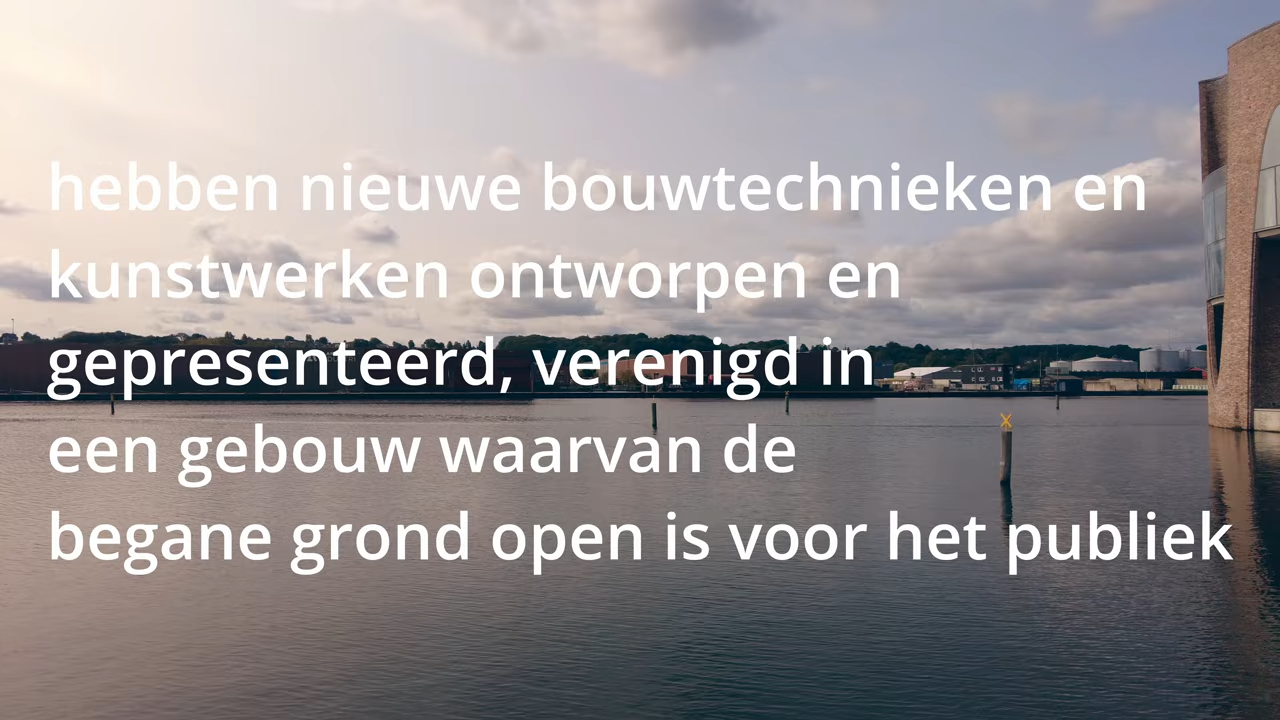 hebben nieuwe bouwtechnieken en
kunstwerken ontworpen en
gepresenteerd, verenigd in
een gebouw waarvan de
begane grond open is voor het publiek